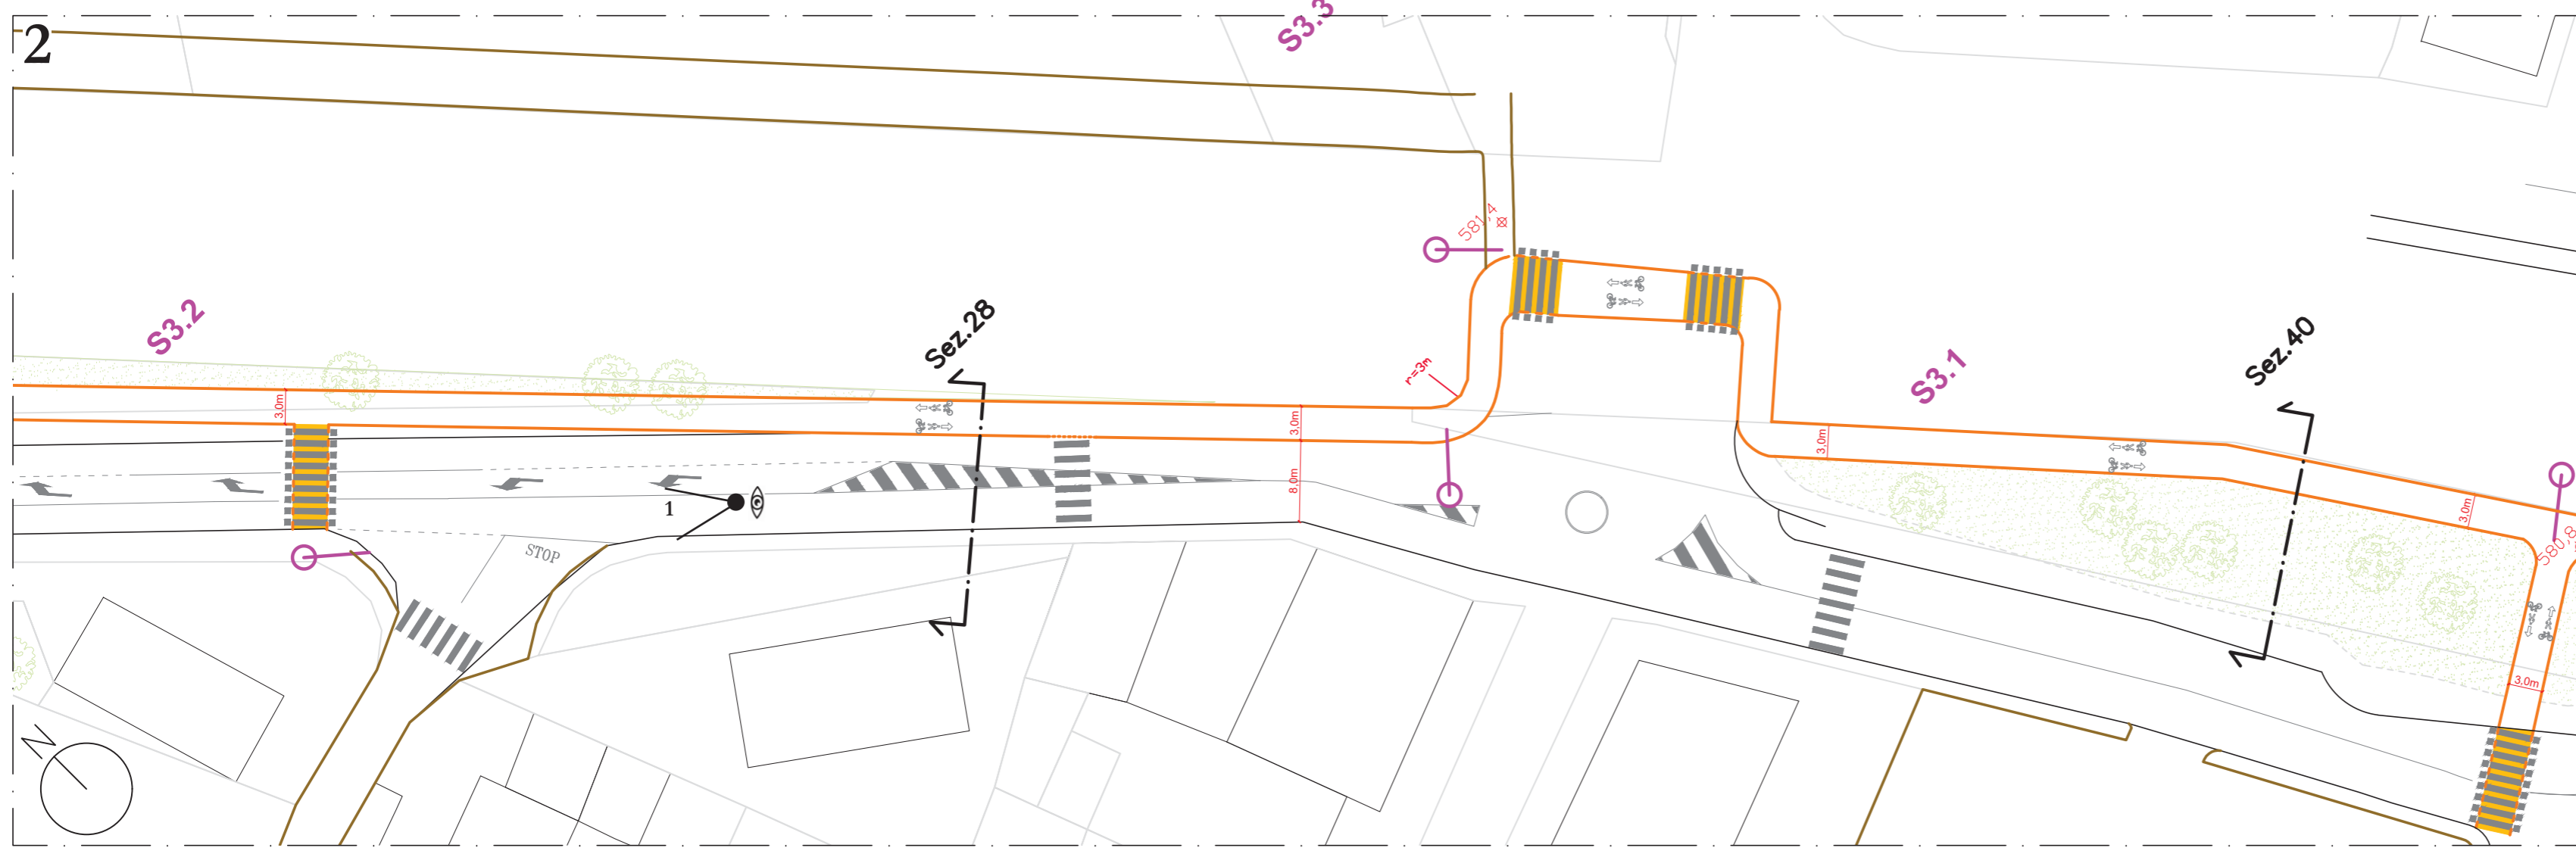 2
S3.3
581,4
S3.2
Sez.28
r=3m
S3.1
Sez.40
3,0m
3,0m
3,0m
3,0m
8,0m
1
STOP
580,8
3,0m
N